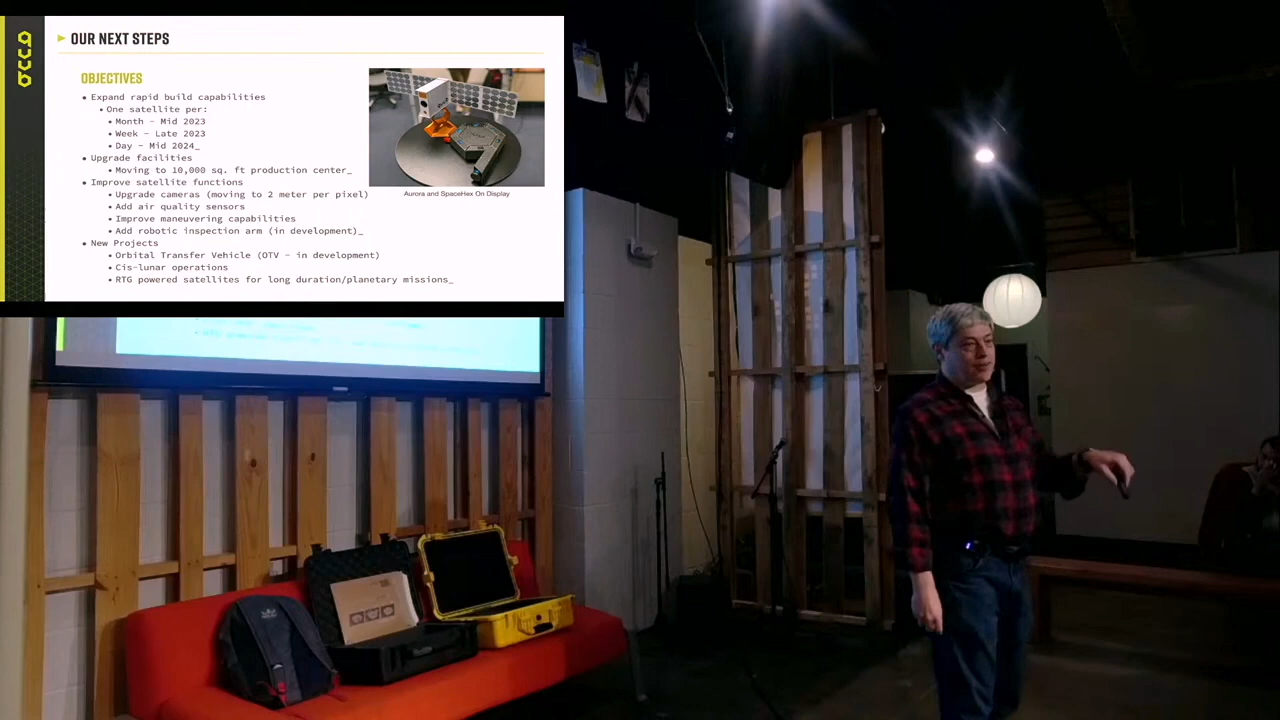 OUR NEXT STEPS
OBJECTIVES
• Expand rapid build capabilities
• One satellite per:
• Month – Mid 2023
• Week – Late 2023
• Day – Mid 2024_
• Upgrade facilities
• Moving to 10,000 sq. ft production center_
• Improve satellite functions
• Upgrade cameras (moving to 2 meter per pixel)
• Add air quality sensors
• Improve maneuvering capabilities
• Add robotic inspection arm (in development)_
• New Projects
• Orbital Transfer Vehicle (OTV - in development)
• Cis-lunar operations
• RTG powered satellites for long duration/planetary missions_
Aurora and SpaceHex On Display